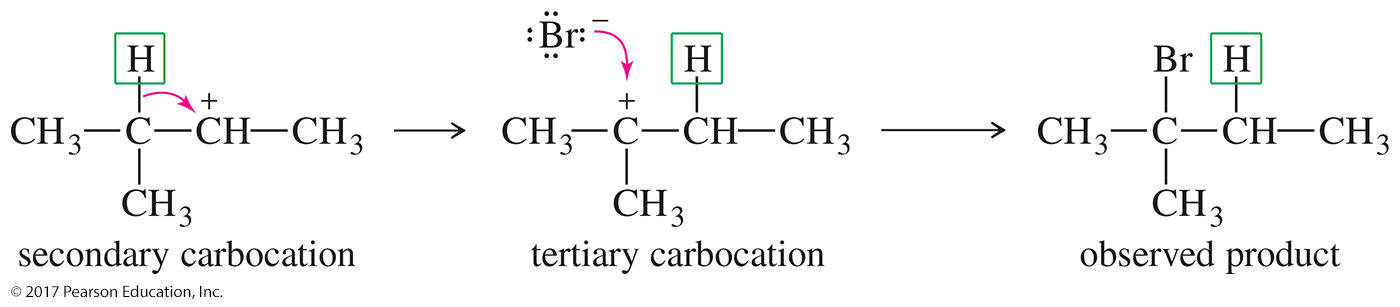 :Br:−
H H Br H
CH3—C—CH—CH3 CH3—C—CH—CH3 CH3—C—CH—CH3
+ +
CH3 CH3 CH3
secondary carbocation tertiary carbocation observed product
© 2017 Pearson Education, Inc.